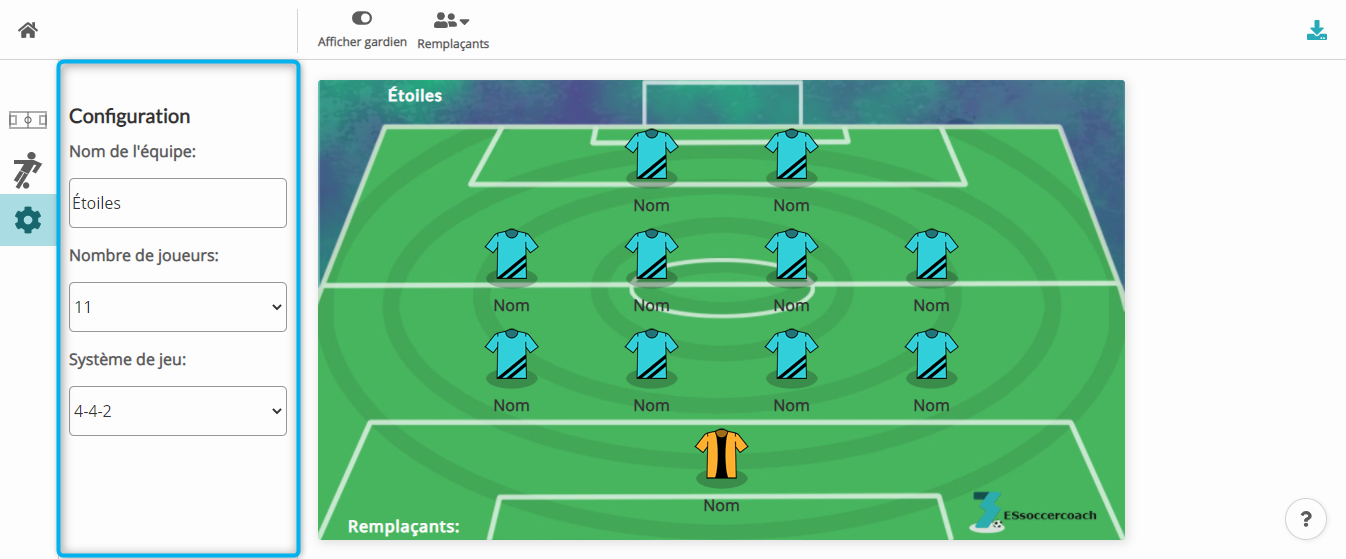 Afficher gardien
Remplaçants
Configuration
Nom de l'équipe:
Étoiles
Nombre de joueurs:
11
Système de jeu:
4-4-2
Étoiles
Nom Nom
Nom Nom Nom Nom
Nom Nom Nom Nom
Nom
Remplaçants:
ESsoccercoach
?